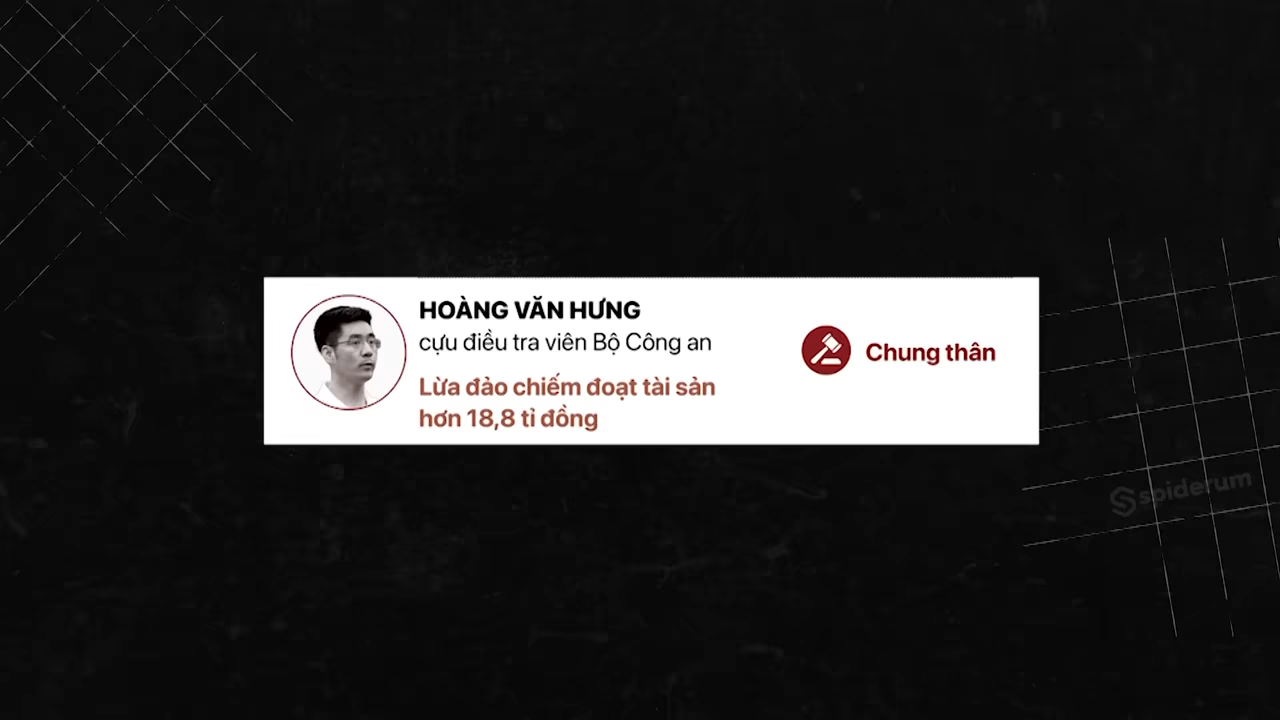 HOÀNG VĂN HƯNG
cựu điều tra viên Bộ Công an
Lừa đảo chiếm đoạt tài sản
hơn 18,8 tỉ đồng
Chung thân
spiderum